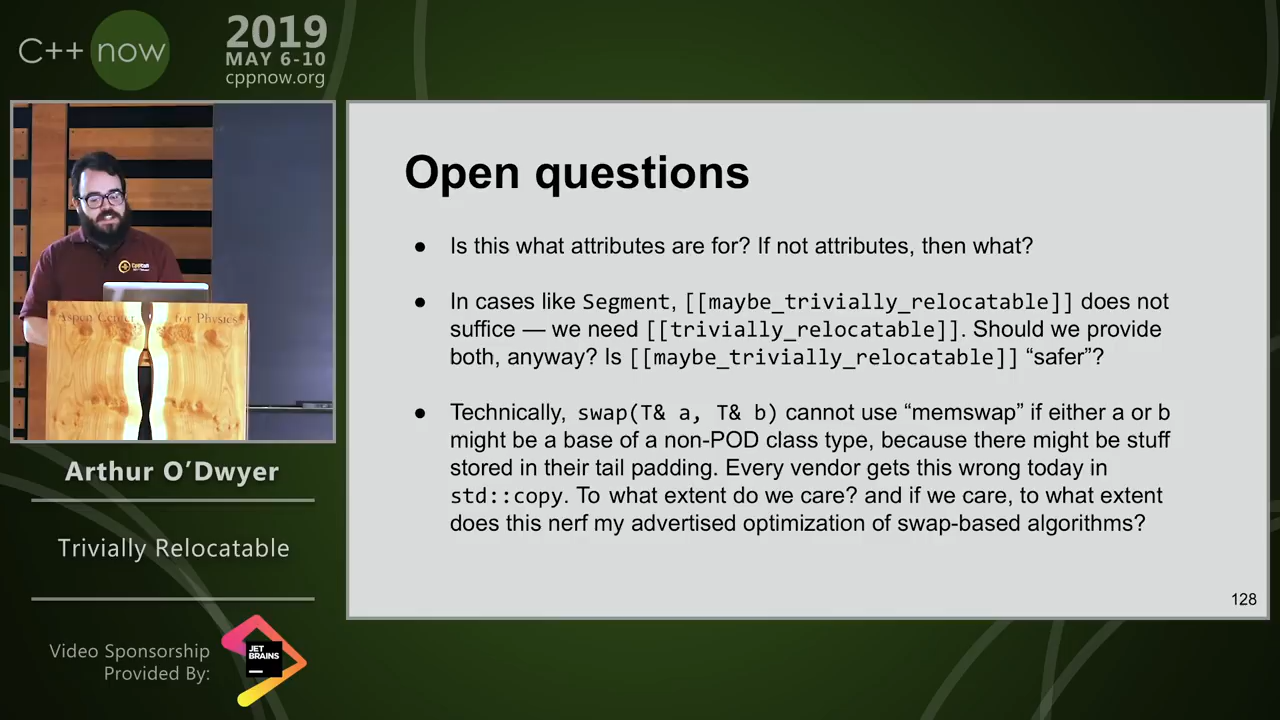 C++ now
2019
MAY 6-10
cppnow.org
Aspen Center for Physics
Arthur O’Dwyer
Trivially Relocatable
Video Sponsorship
Provided By:
JET
BRAINS
Open questions
● Is this what attributes are for? If not attributes, then what?
● In cases like Segment, [[maybe_trivially_relocatable]] does not
suffice — we need [[trivially_relocatable]]. Should we provide
both, anyway? Is [[maybe_trivially_relocatable]] “safer”?
● Technically, swap(T& a, T& b) cannot use “memswap” if either a or b
might be a base of a non-POD class type, because there might be stuff
stored in their tail padding. Every vendor gets this wrong today in
std::copy. To what extent do we care? and if we care, to what extent
does this nerf my advertised optimization of swap-based algorithms?
128